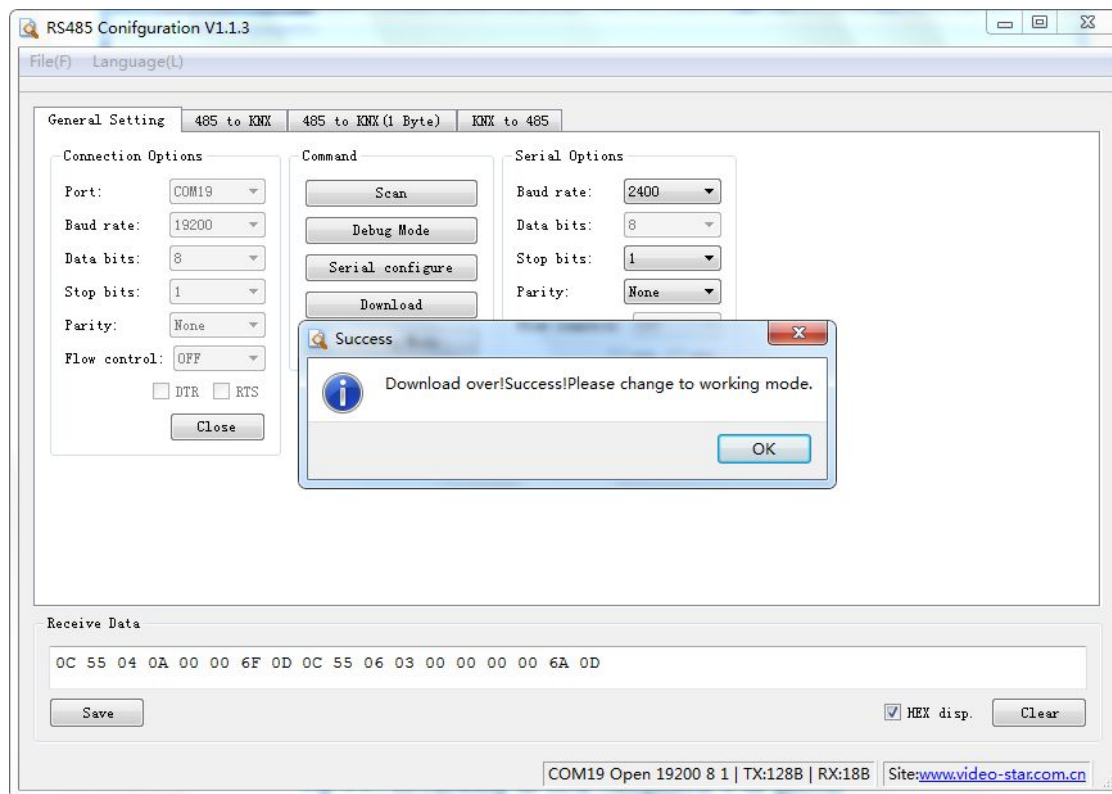 RS485 Conifguration V1.1.3
File(F) Language(L)
General Setting 485 to KNX 485 to KNX(1 Byte) KNX to 485
Connection Options
Port: COM19
Baud rate: 19200
Data bits: 8
Stop bits: 1
Parity: None
Flow control: OFF
DTR RTS
Close
Command
Scan
Debug Mode
Serial configure
Download
Serial Options
Baud rate: 2400
Data bits: 8
Stop bits: 1
Parity: None
Success
Download over!Success!Please change to working mode.
OK
Receive Data
0C 55 04 0A 00 00 6F 0D 0C 55 06 03 00 00 00 00 6A 0D
Save HEX disp. Clear
COM19 Open 19200 8 1 | TX:128B | RX:18B Site:www.video-star.com.cn